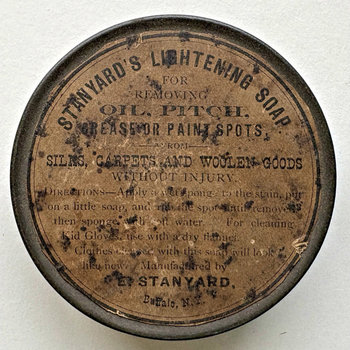 STANYARD'S LIGHTENING SOAP
FOR
REMOVING
OIL, PITCH,
GREASE OR PAINT SPOTS,
FROM
SILKS, CARPETS AND WOOLEN GOODS
WITHOUT INJURY.
DIRECTIONS—Apply a wet sponge to the stain, put
on a little soap, and rub the spot until removed
then sponge with soft water. For cleaning
Kid Gloves, use with a dry flannel.
Clothes cleaned with this soap will look
like new. Manufactured by
E. STANYARD,
Buffalo, N. Y.